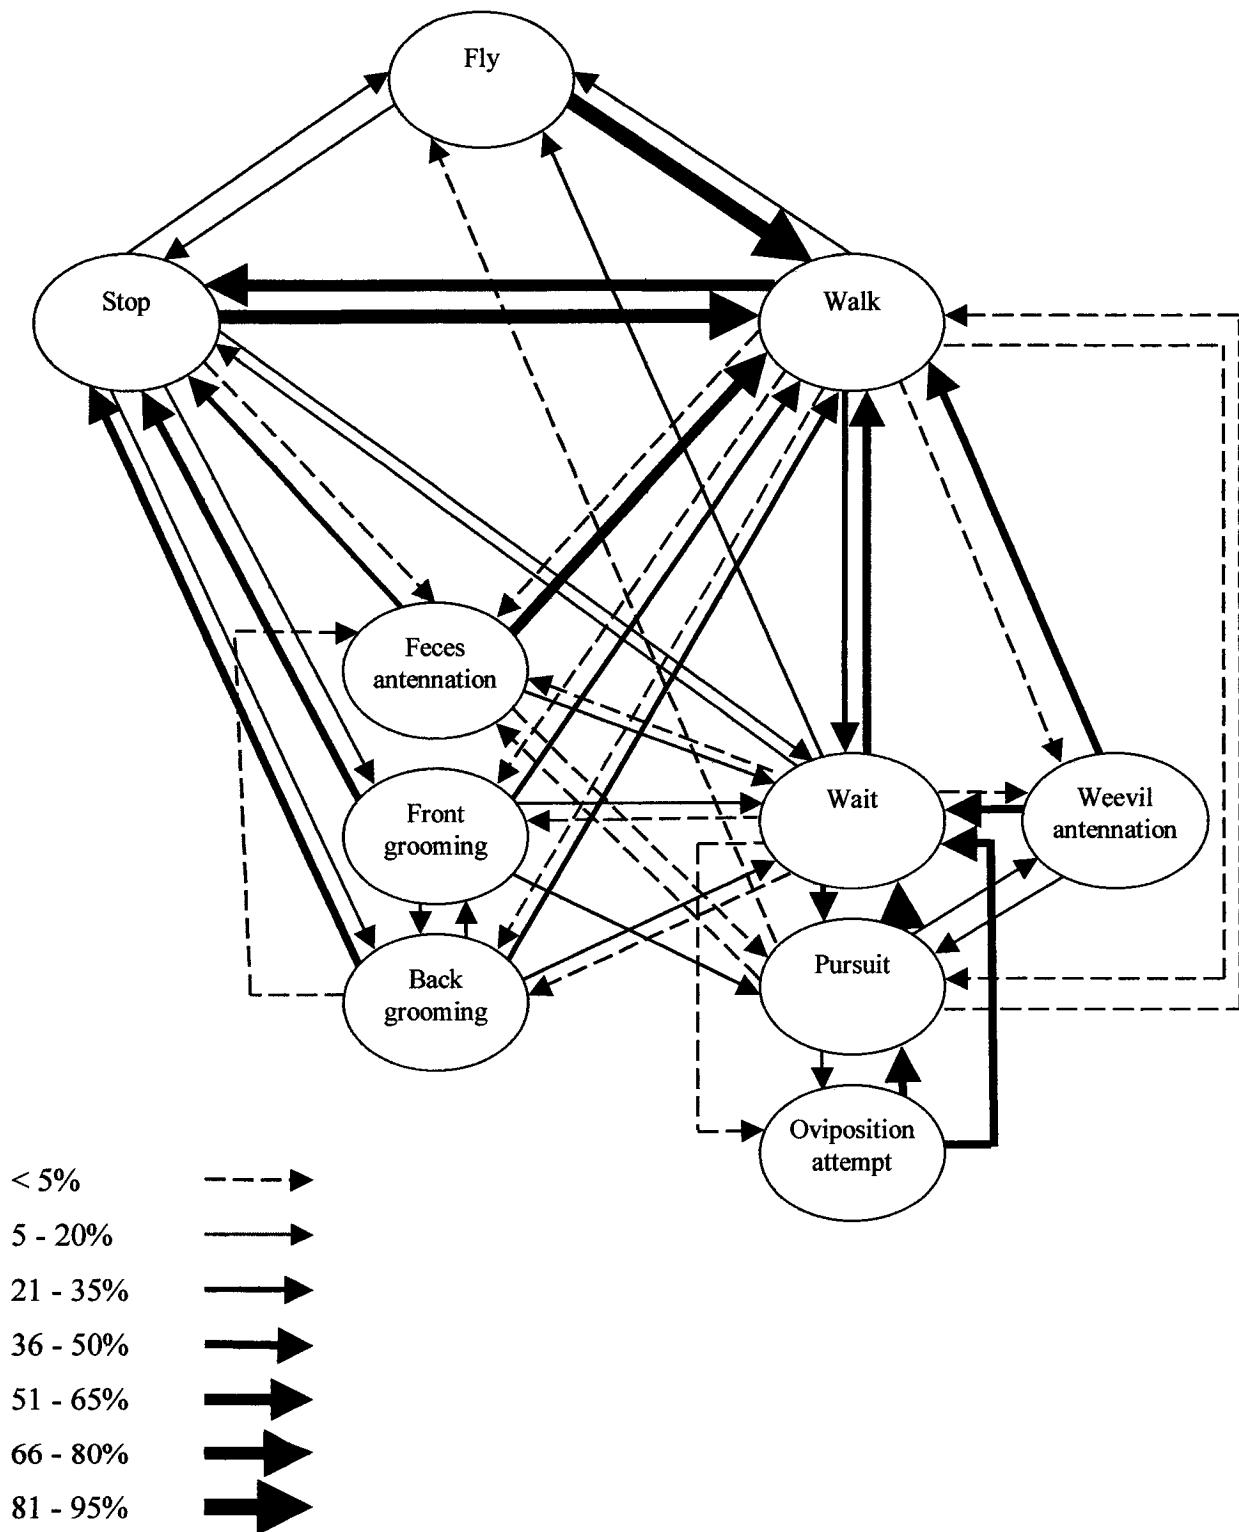 Fly
Stop
Walk
Feces
antennation
Front
grooming
Wait
Weevil
antennation
Back
grooming
Pursuit
Oviposition
attempt
< 5%
5 - 20%
21 - 35%
36 - 50%
51 - 65%
66 - 80%
81 - 95%